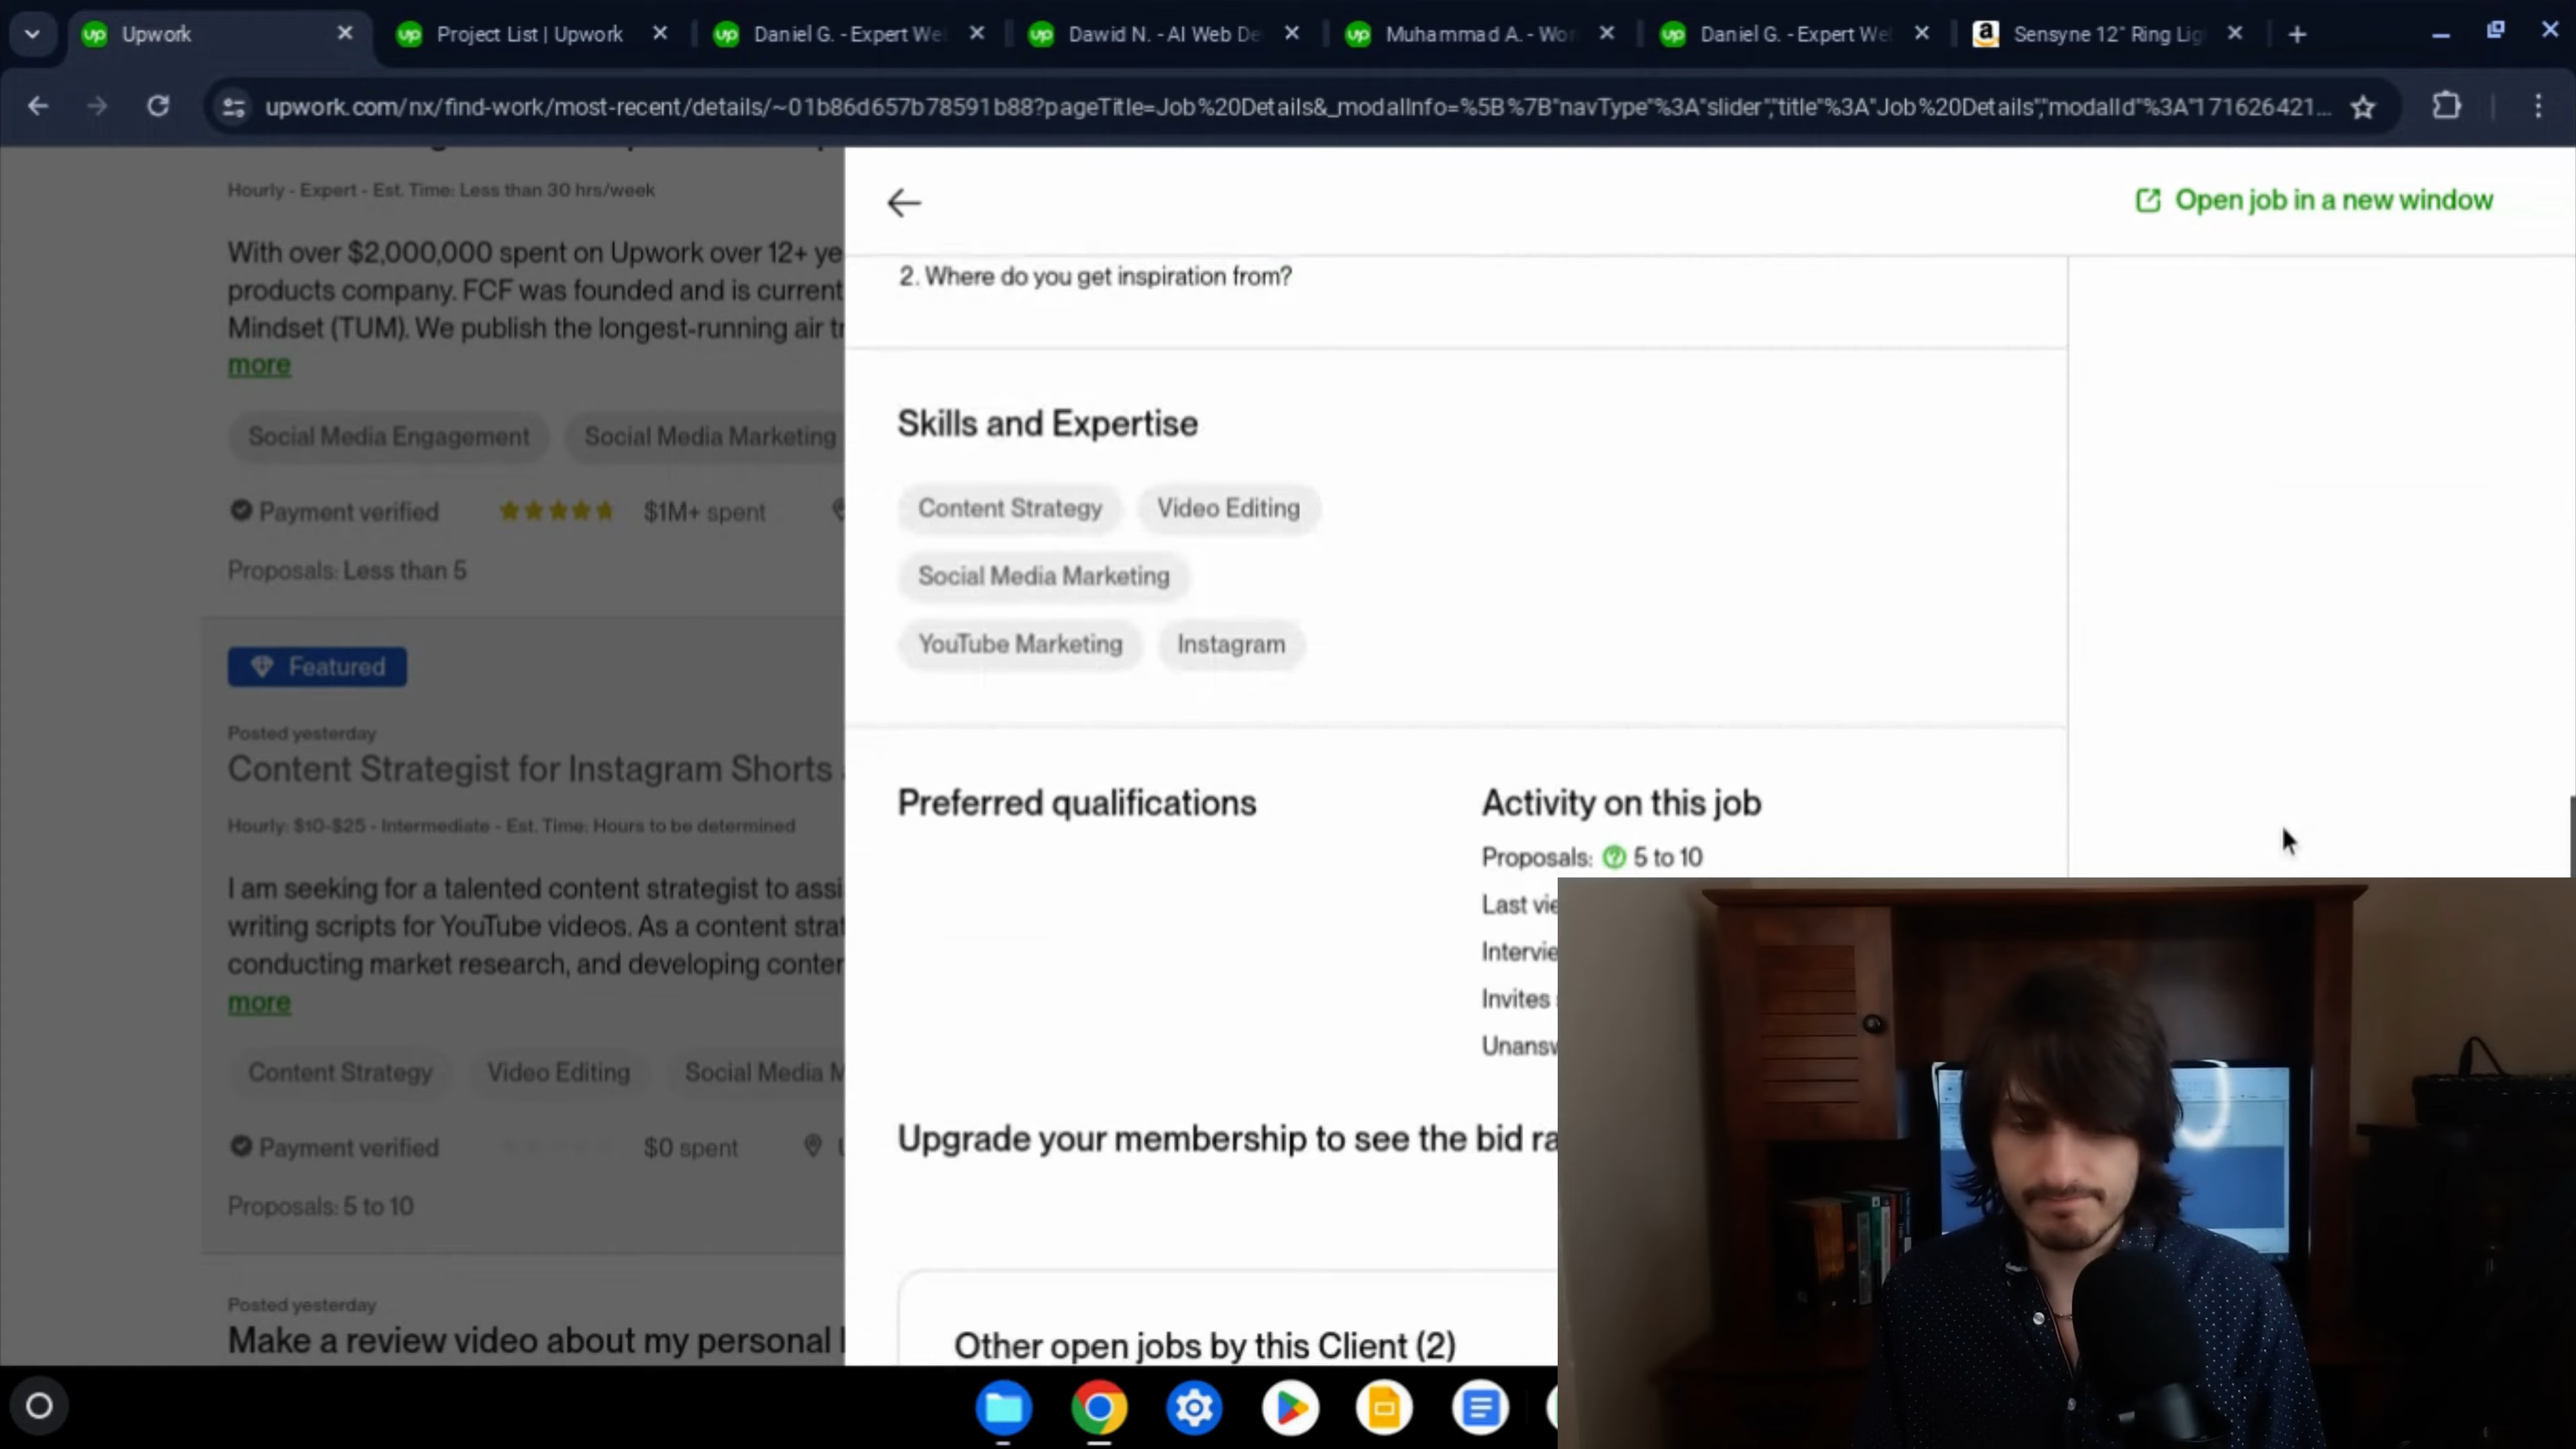 Upwork
Project List | Upwork
Daniel G. - Expert We
Dawid N. - AI Web De
Muhammad A. - Wor
Daniel G. - Expert We
Sensyne 12" Ring Lig
upwork.com/nx/find-work/most-recent/details/~01b86d657b78591b88?pageTitle=Job%20Details&_modalInfo=%5B%7B"navType"%3A"slider","title"%3A"Job%20Details","modalId"%3A"171626421...
Hourly - Expert - Est. Time: Less than 30 hrs/week
With over $2,000,000 spent on Upwork over 12+ ye
products company. FCF was founded and is current
Mindset (TUM). We publish the longest-running air tr
more
Social Media Engagement
Social Media Marketing
Payment verified
$1M+ spent
Proposals: Less than 5
Featured
Posted yesterday
Content Strategist for Instagram Shorts
Hourly: $10-$25 - Intermediate - Est. Time: Hours to be determined
I am seeking for a talented content strategist to assi
writing scripts for YouTube videos. As a content strat
conducting market research, and developing conter
more
Content Strategy
Video Editing
Social Media M
Payment verified
$0 spent
Proposals: 5 to 10
Posted yesterday
Make a review video about my personal
Open job in a new window
2. Where do you get inspiration from?
Skills and Expertise
Content Strategy
Video Editing
Social Media Marketing
YouTube Marketing
Instagram
Preferred qualifications
Activity on this job
Proposals: 5 to 10
Last vie
Intervie
Invites
Unansw
Upgrade your membership to see the bid ra
Other open jobs by this Client (2)